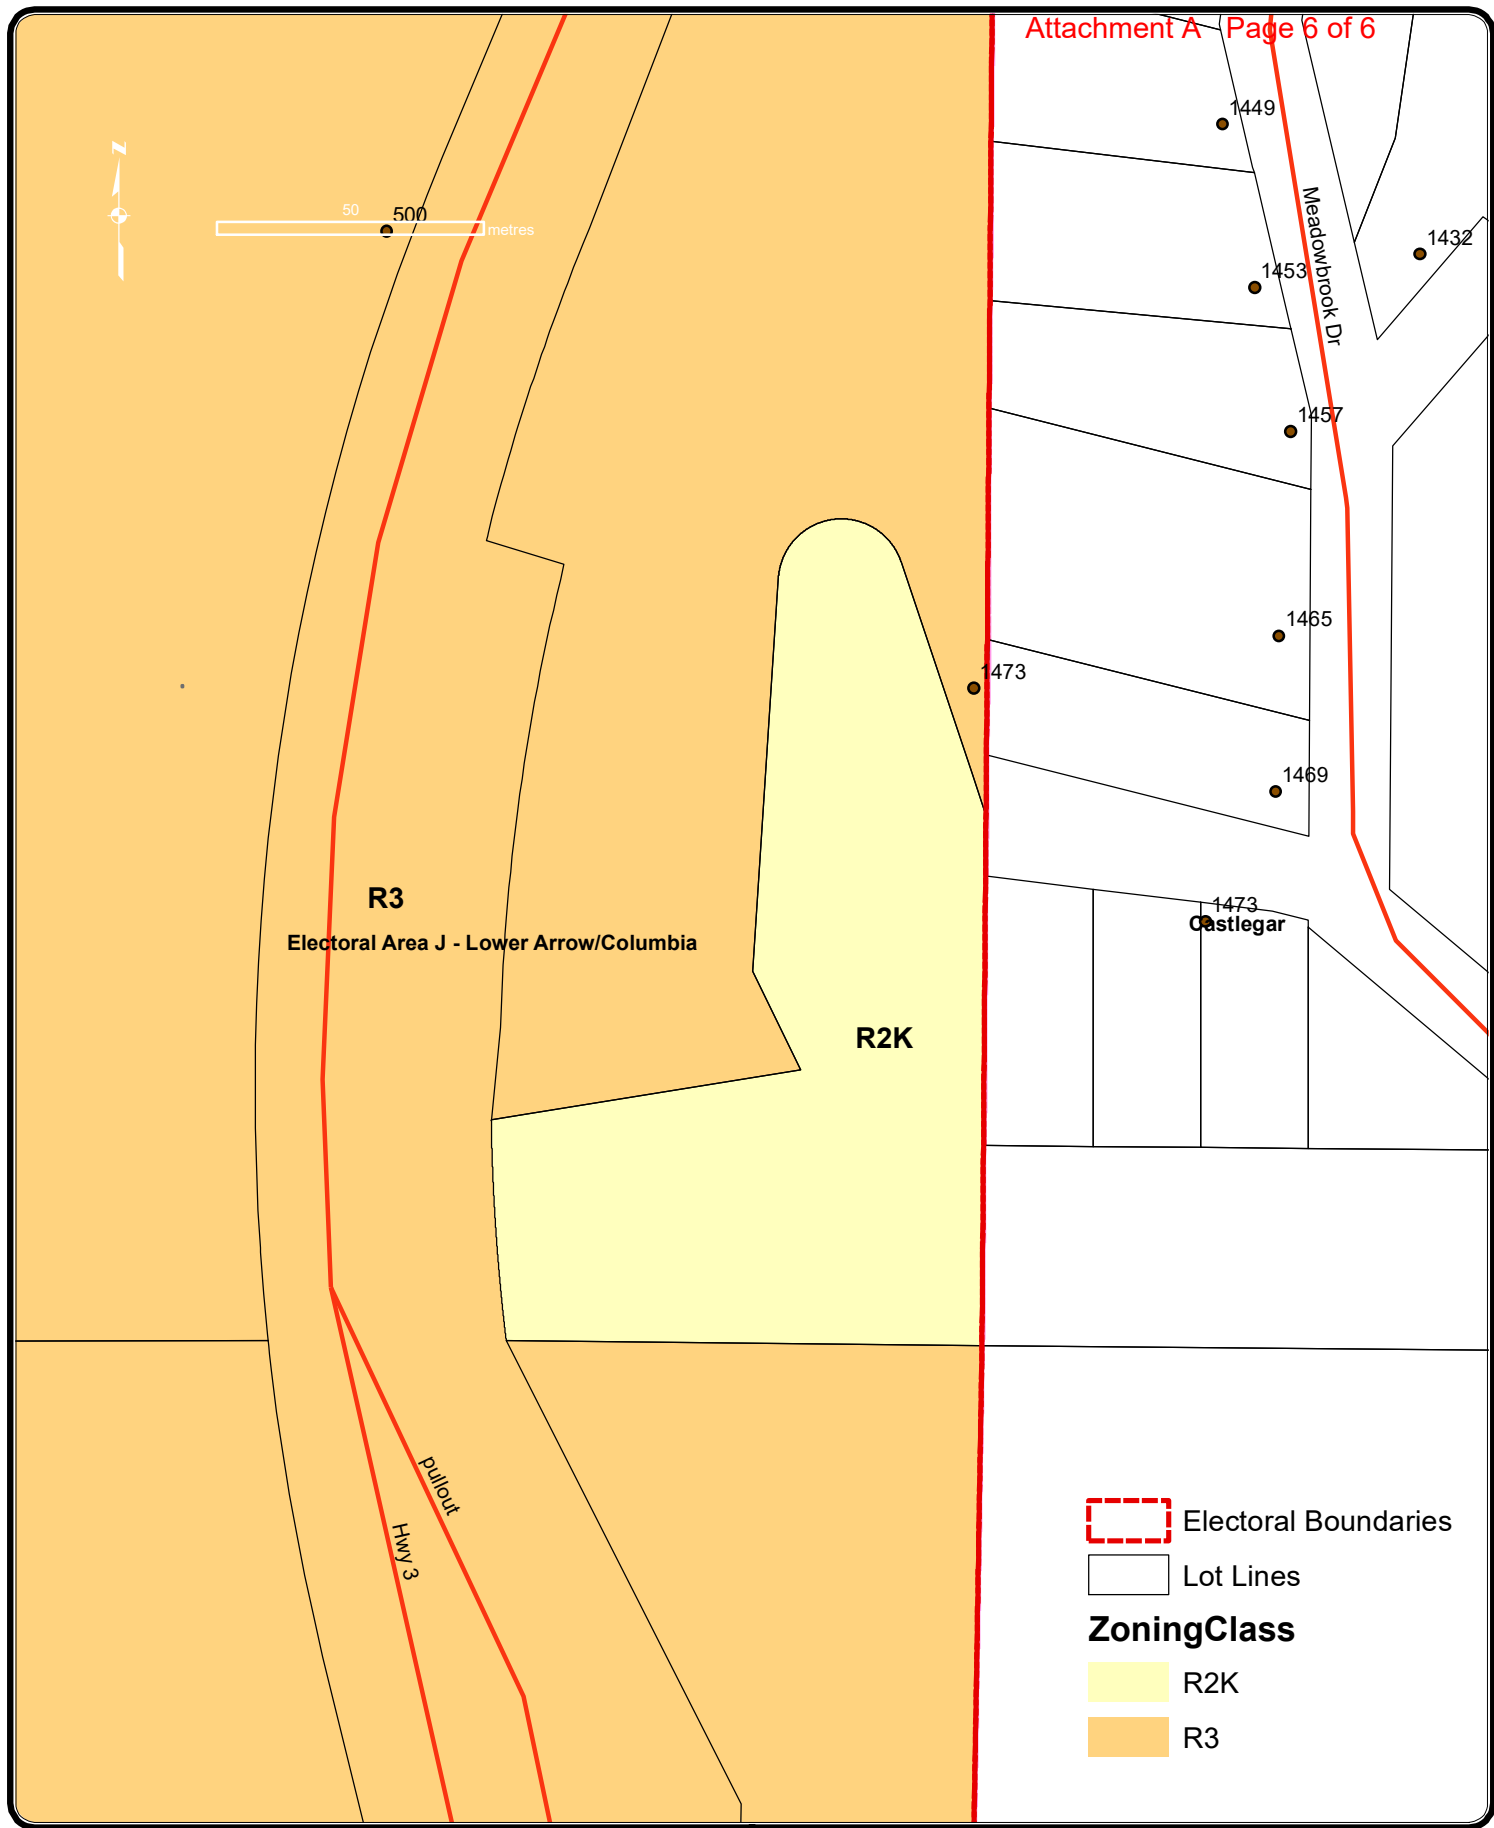 Attachment A   Page 6 of 6
1449
N
50
500
metres
Meadowbrook Dr
1432
1453
1457
1465
1473
1469
R3
1473
Castlegar
Electoral Area J - Lower Arrow/Columbia
R2K
pullout
Hwy 3
Electoral Boundaries
Lot Lines
ZoningClass
R2K
R3